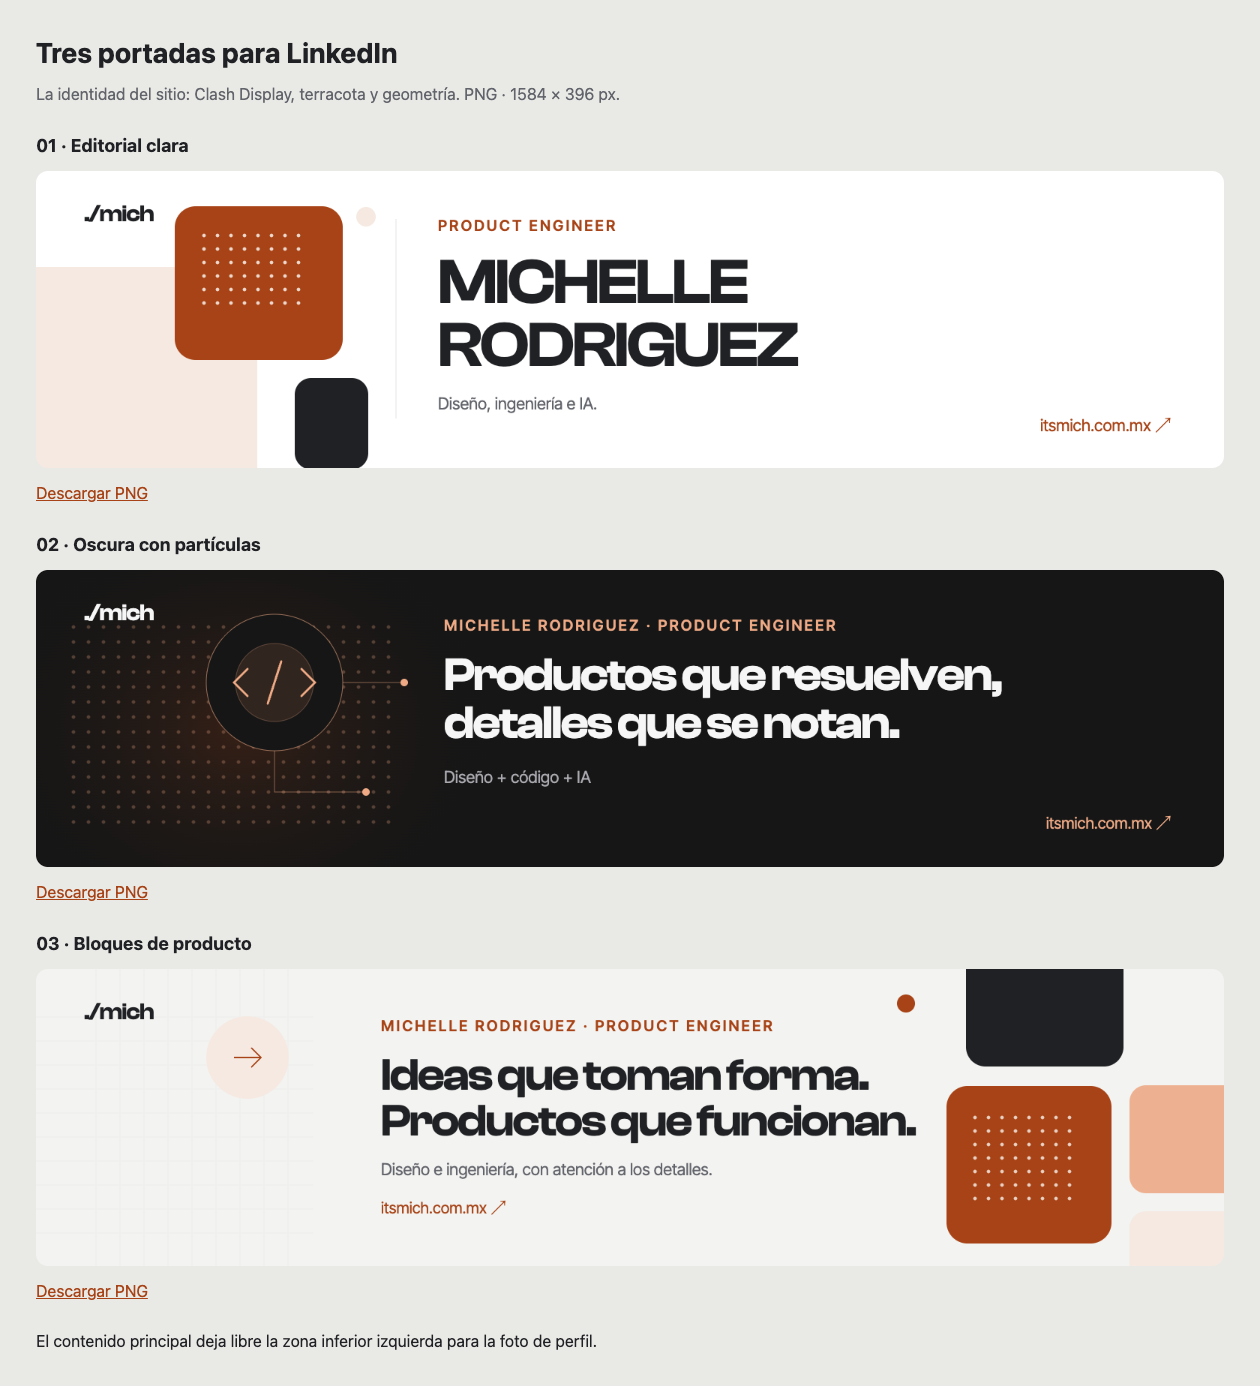 Tres portadas para LinkedIn
La identidad del sitio: Clash Display, terracota y geometría. PNG · 1584 × 396 px.
01 · Editorial clara
./mich
PRODUCT ENGINEER
MICHELLE
RODRIGUEZ
Diseño, ingeniería e IA.
itsmich.com.mx ↗
Descargar PNG
02 · Oscura con partículas
./mich
</>
MICHELLE RODRIGUEZ · PRODUCT ENGINEER
Productos que resuelven,
detalles que se notan.
Diseño + código + IA
itsmich.com.mx ↗
Descargar PNG
03 · Bloques de producto
./mich
MICHELLE RODRIGUEZ · PRODUCT ENGINEER
Ideas que toman forma.
Productos que funcionan.
Diseño e ingeniería, con atención a los detalles.
itsmich.com.mx ↗
Descargar PNG
El contenido principal deja libre la zona inferior izquierda para la foto de perfil.